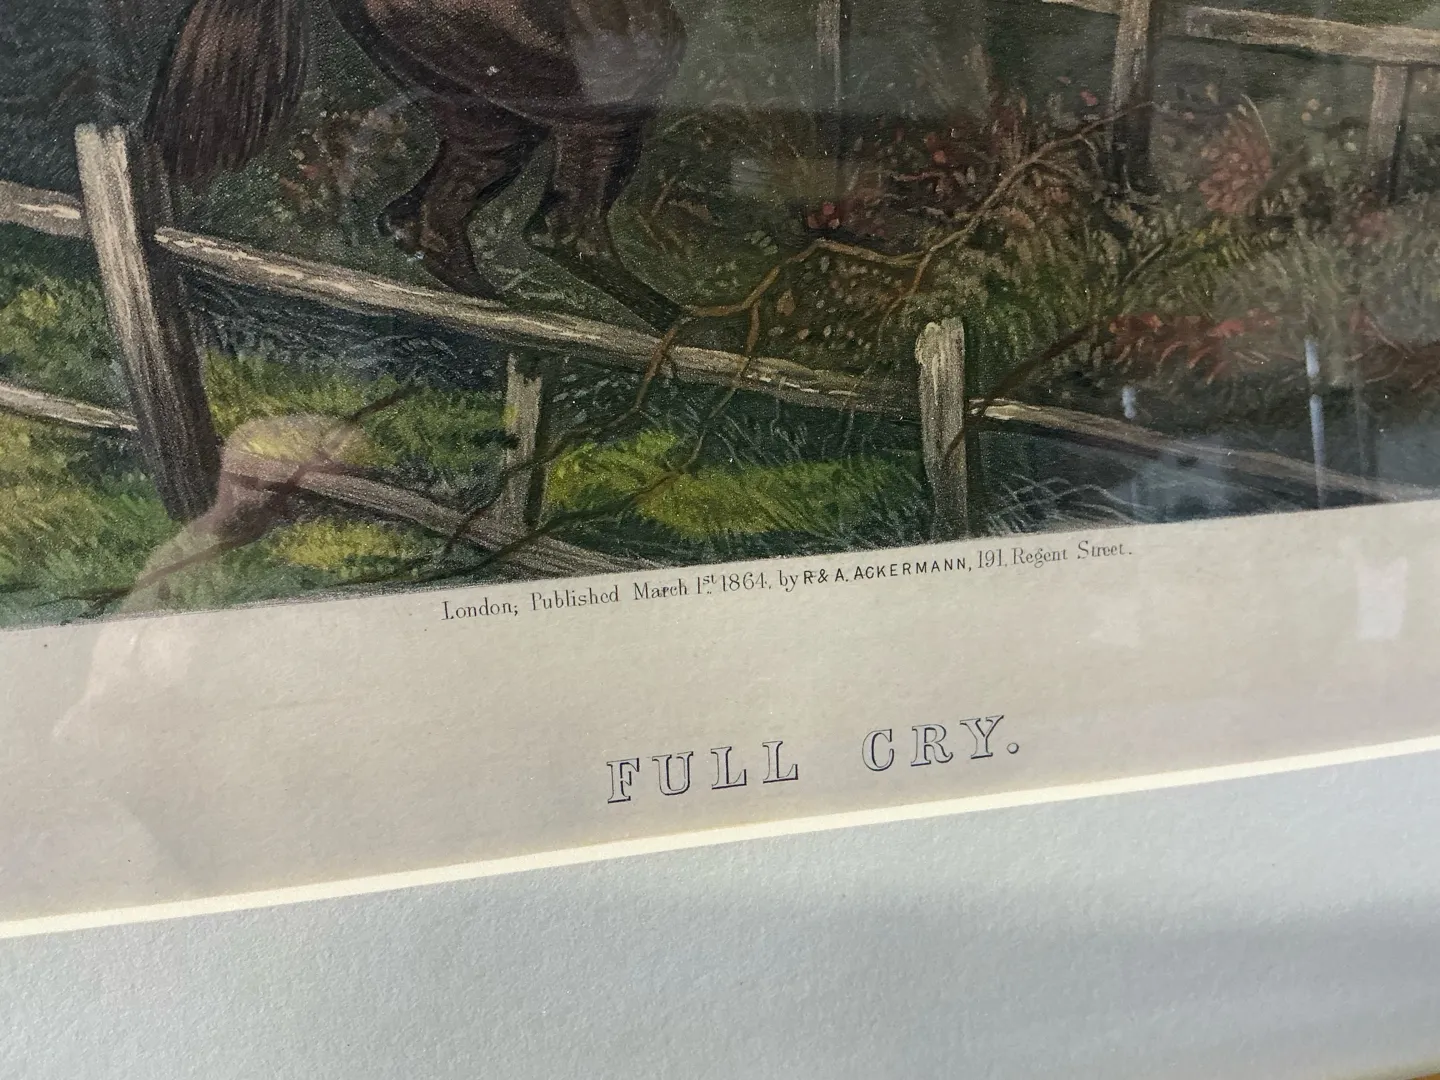 London; Published March 1st 1864, by R & A. ACKERMANN, 191, Regent Street.
FULL CRY.